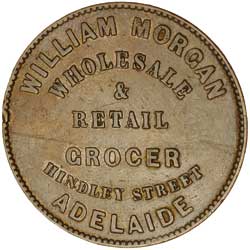 WILLIAM MORGAN
WHOLESALE
&
RETAIL
GROCER
HINDLEY STREET
ADELAIDE